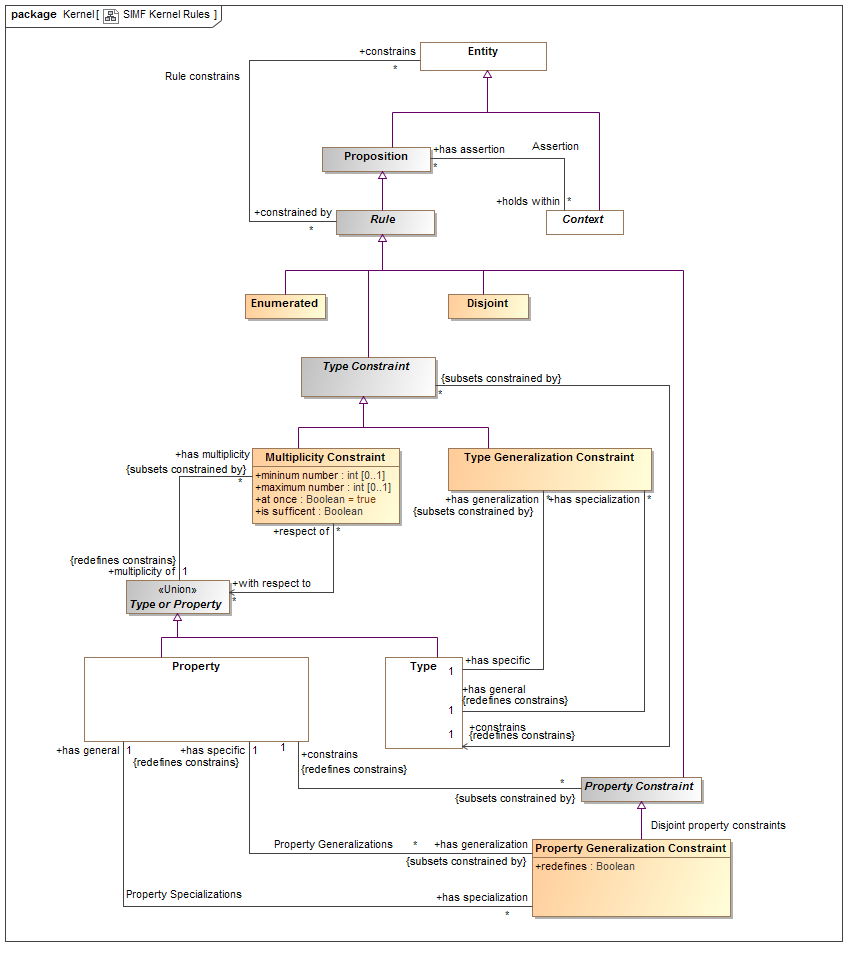 package Kernel[ SIMF Kernel Rules ]
+constrains
Entity
*
Rule constrains
Proposition
+has assertion
Assertion
*
+holds within
*
+constrained by
Rule
Context
*
Enumerated
Disjoint
Type Constraint
{subsets constrained by}
*
+has multiplicity
{subsets constrained by}
*
Multiplicity Constraint
+mininum number : int [0..1]
+maximum number : int [0..1]
+at once : Boolean = true
+is sufficent : Boolean
Type Generalization Constraint
+has generalization
*
+has specialization
*
{subsets constrained by}
+respect of
*
{redefines constrains}
+multiplicity of
1
+with respect to
*
«Union»
Type or Property
Property
Type
+has specific
1
+has general
{redefines constrains}
1
+constrains
{redefines constrains}
1
+has general
1
+has specific
1
{redefines constrains}
1
+constrains
{redefines constrains}
*
Property Constraint
{subsets constrained by}
Disjoint property constraints
Property Generalizations
*
+has generalization
{subsets constrained by}
Property Generalization Constraint
+redefines : Boolean
Property Specializations
+has specialization
*